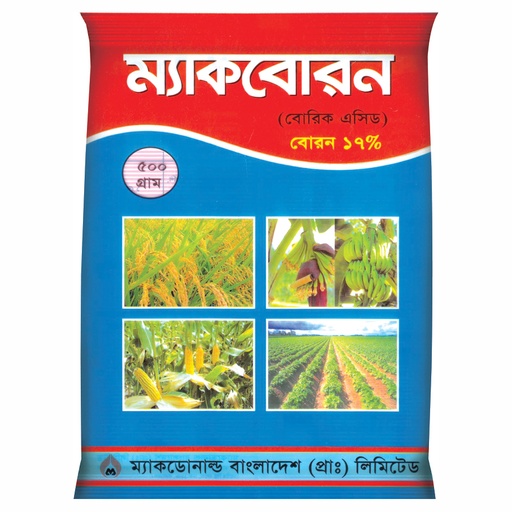 ম্যাকবোরন
(বোরিক এসিড)
বোরন ১৭%
৫০০
গ্রাম
ম্যাকডোনাল্ড বাংলাদেশ (প্রাঃ) লিমিটেড